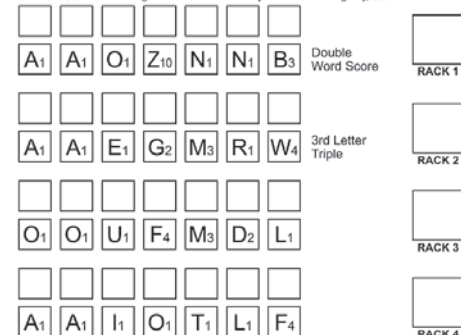 A1 A1 O1 Z10 N1 N1 B3
Double
Word Score
RACK 1
A1 A1 E1 G2 M3 R1 W4
3rd Letter
Triple
RACK 2
O1 O1 U1 F4 M3 D2 L1
RACK 3
A1 A1 I1 O1 T1 L1 F4
RACK 4